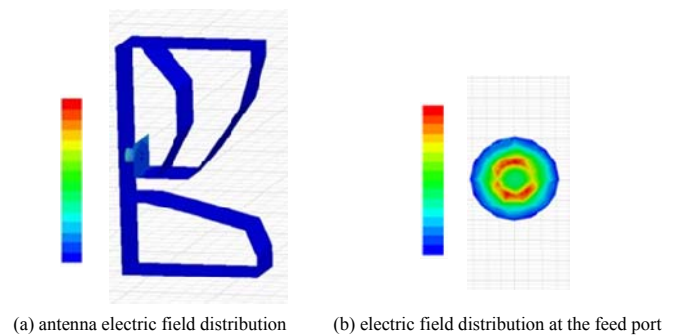 (a) antenna electric field distribution
(b) electric field distribution at the feed port